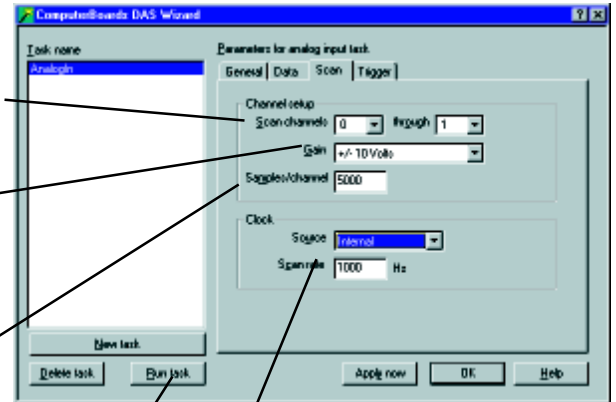 ComputerBoards DAS Wizard
Task name
AnalogIn
Parameters for analog input task
General Data Scan Trigger
Channel setup
Scan channels 0 through 1
Gain +/- 10 Volts
Samples/channel 5000
Clock
Source Internal
Scan rate 1000 Hz
New task
Delete task Run task Apply now OK Help